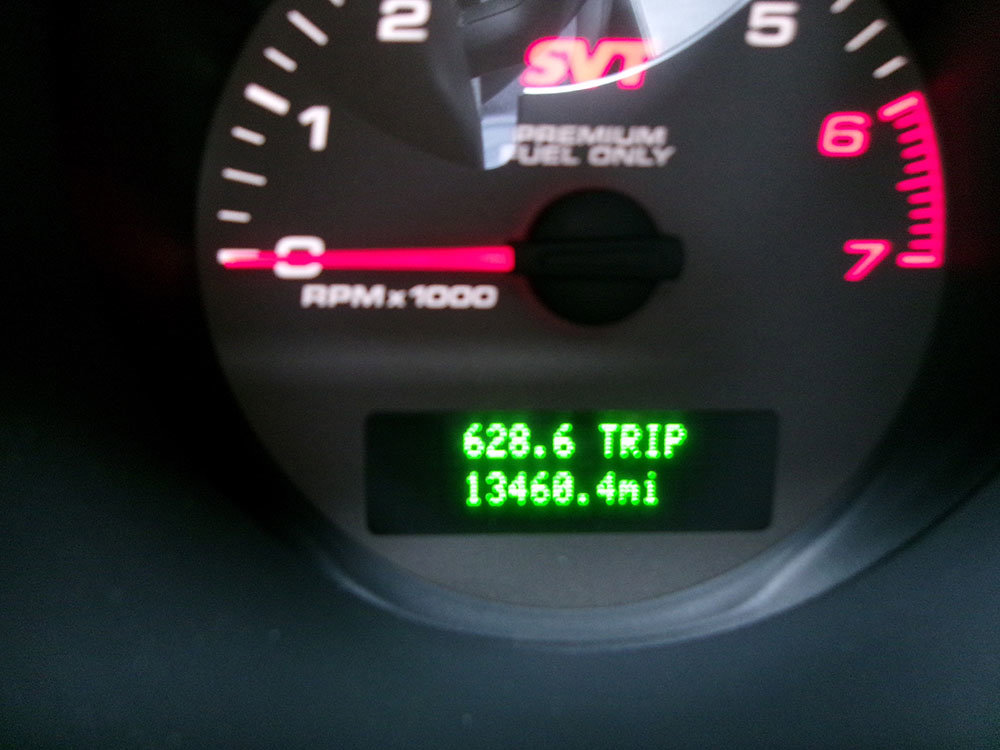 2
5
SVT
1
PREMIUM
FUEL ONLY
6
0
7
RPM x 1000
628.6 TRIP
13460.4mi